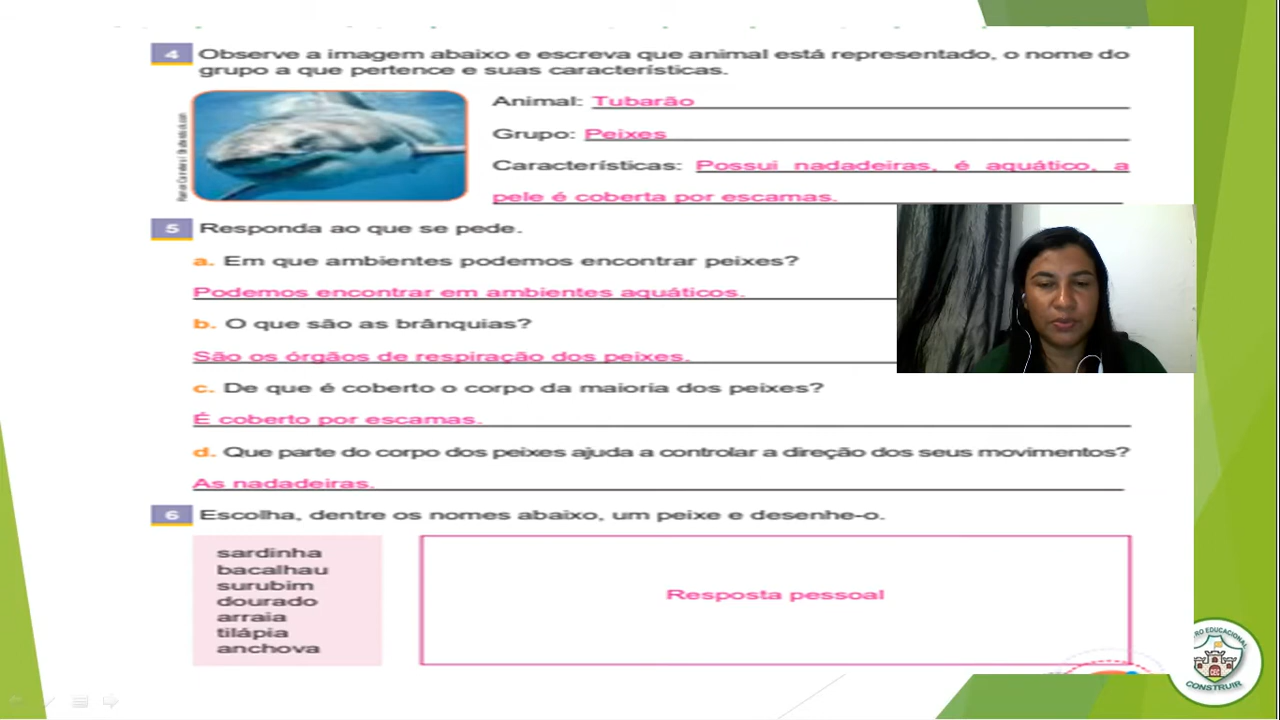 4 Observe a imagem abaixo e escreva que animal está representado, o nome do
grupo a que pertence e suas características.
Animal: Tubarão
Grupo: Peixes
Características: Possui nadadeiras, é aquático, a
pele é coberta por escamas.
5 Responda ao que se pede.
a. Em que ambientes podemos encontrar peixes?
Podemos encontrar em ambientes aquáticos.
b. O que são as brânquias?
São os órgãos de respiração dos peixes.
c. De que é coberto o corpo da maioria dos peixes?
É coberto por escamas.
d. Que parte do corpo dos peixes ajuda a controlar a direção dos seus movimentos?
As nadadeiras.
6 Escolha, dentre os nomes abaixo, um peixe e desenhe-o.
sardinha
bacalhau
surubim
dourado
arraia
tilápia
anchova
Resposta pessoal
EDUCACIONAL
CEC
CONSTRUIR